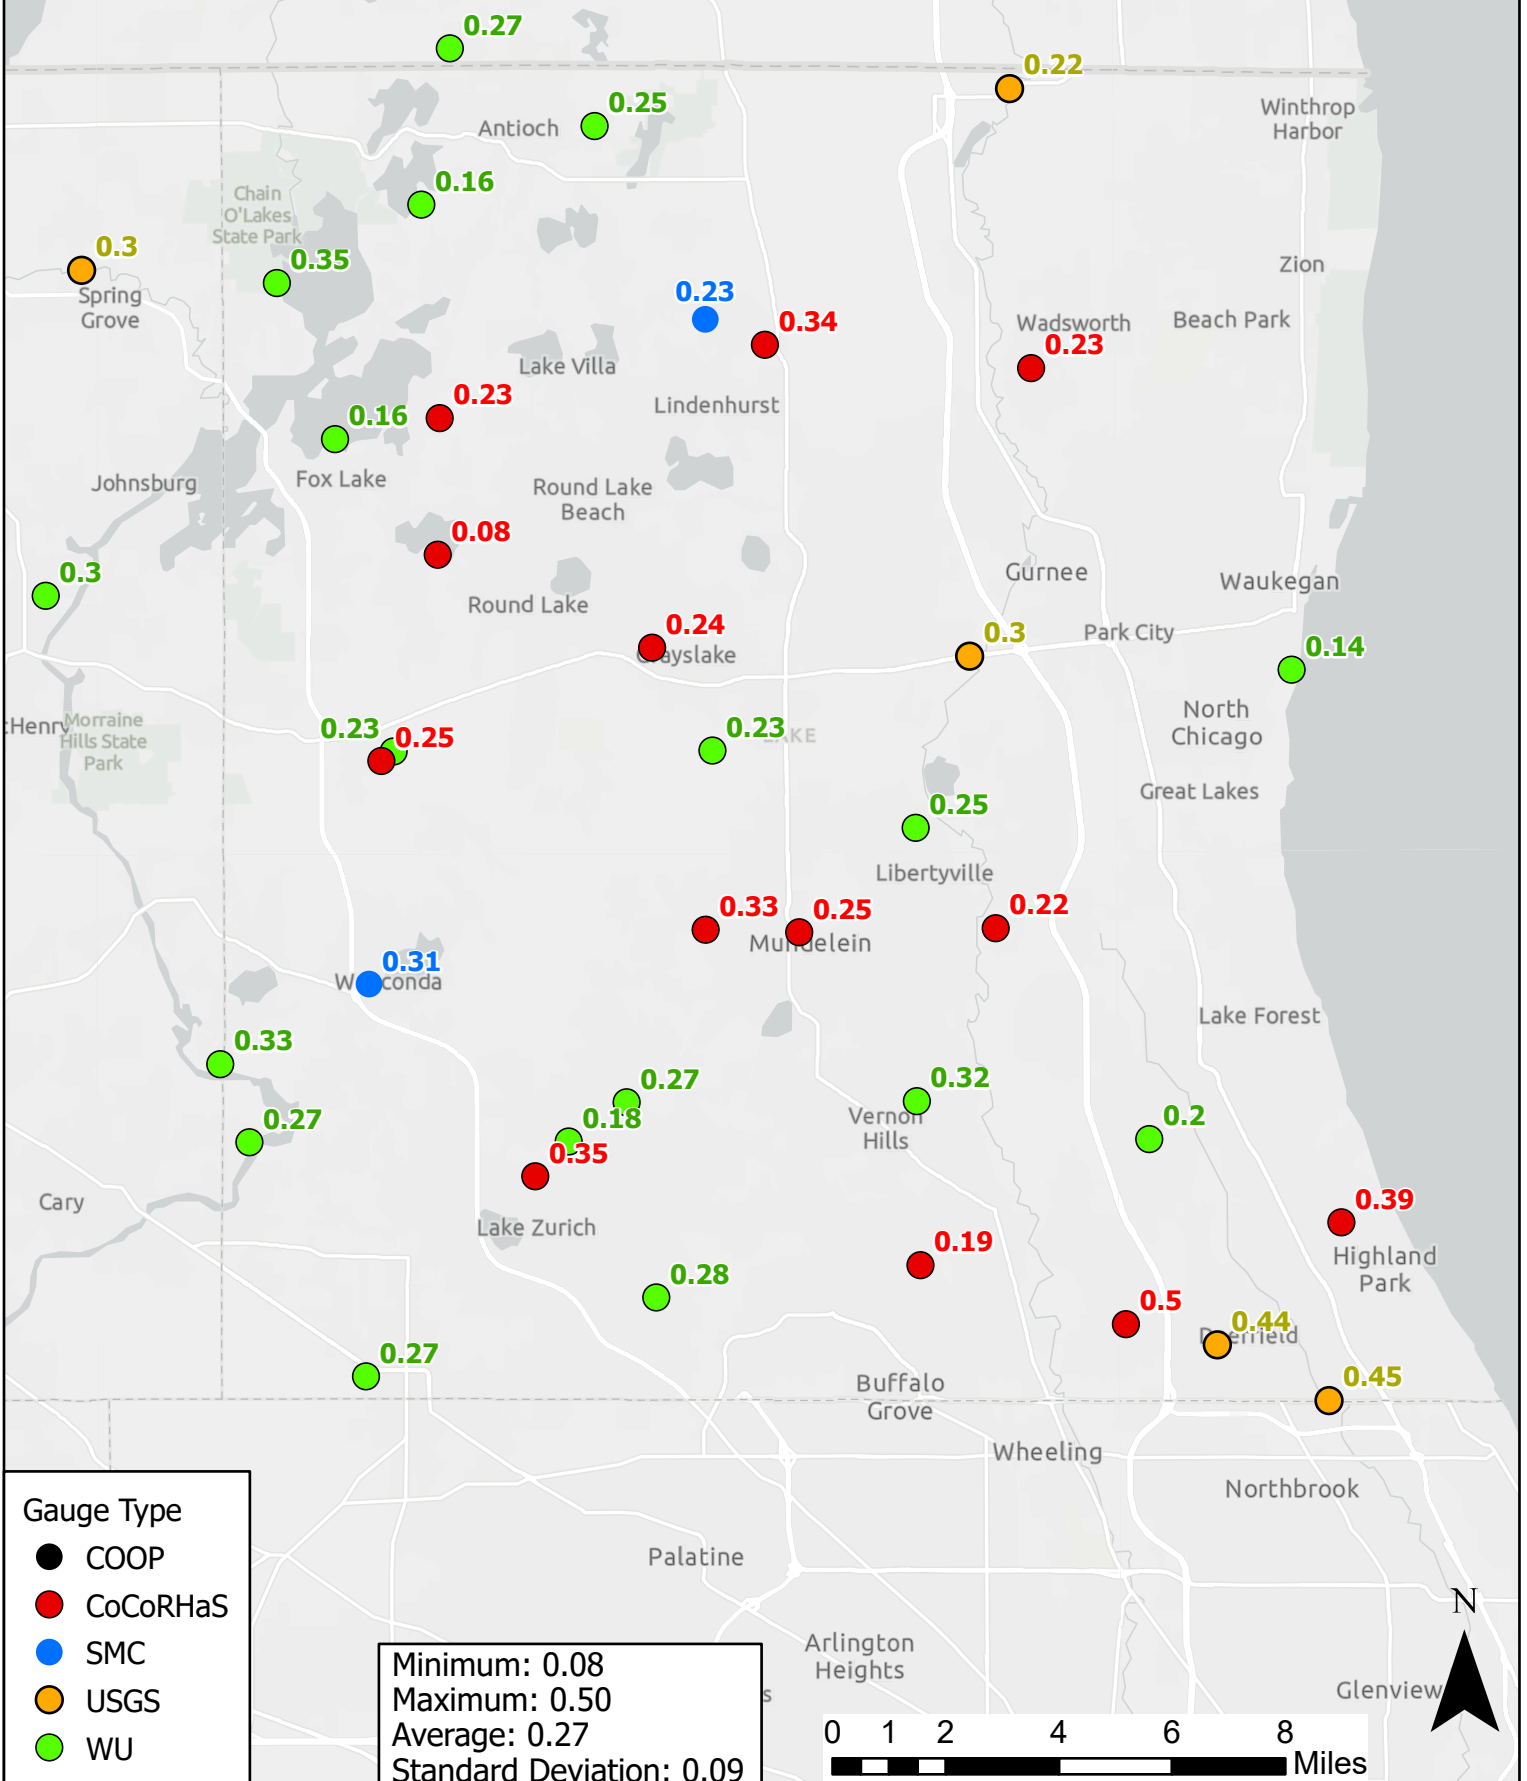 0.27
0.22
0.25
Antioch
Winthrop
Harbor
0.16
Chain
O'Lakes
State Park
0.3
0.35
Spring
Grove
Zion
0.23
0.34
Wadsworth
Beach Park
0.23
Lake Villa
0.23
Lindenhurst
0.16
Fox Lake
Johnsburg
Round Lake
Beach
0.08
0.3
Gurnee
Waukegan
Round Lake
0.24
Grayslake
0.3
Park City
0.14
North
Chicago
cHenry
Morraine
Hills State
Park
0.23
0.25
0.23
LAKE
Great Lakes
0.25
Libertyville
0.33
0.25
0.22
Mundelein
0.31
Wauconda
Lake Forest
0.33
0.27
0.32
0.27
0.18
Vernon
Hills
0.2
0.35
Cary
0.39
Lake Zurich
0.19
Highland
Park
0.28
0.5
0.44
Deerfield
0.27
0.45
Buffalo
Grove
Wheeling
Northbrook
Palatine
Arlington
Heights
Glenview
s
Gauge Type
COOP
CoCoRHaS
SMC
USGS
WU
Minimum: 0.08
Maximum: 0.50
Average: 0.27
Standard Deviation: 0.09
N
0 1 2 4 6 8
Miles